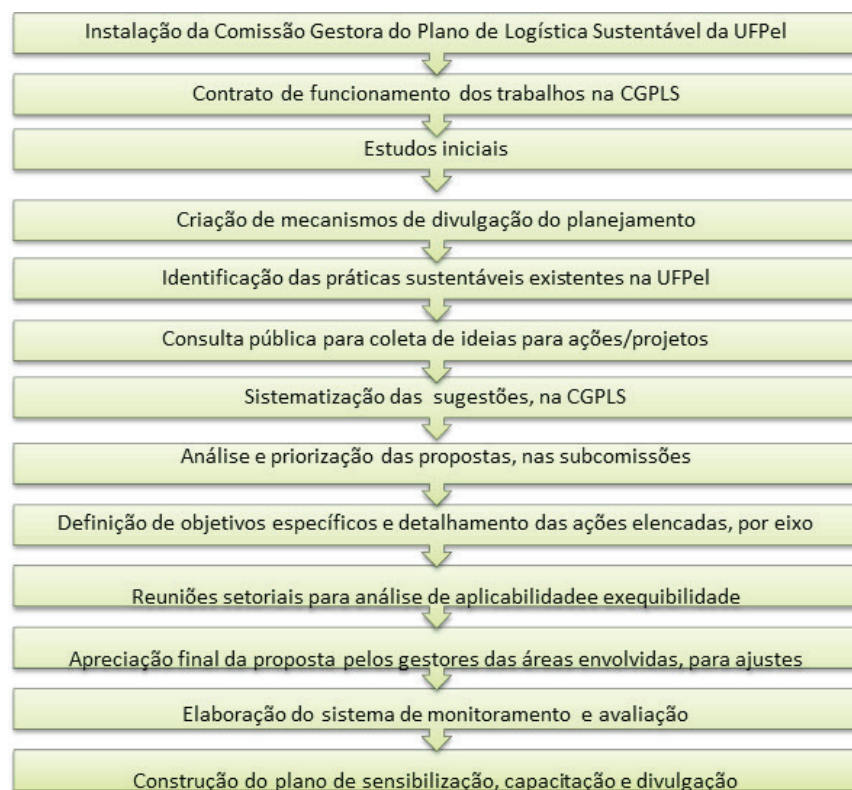 Instalação da Comissão Gestora do Plano de Logística Sustentável da UFPel
Contrato de funcionamento dos trabalhos na CGPLS
Estudos iniciais
Criação de mecanismos de divulgação do planejamento
Identificação das práticas sustentáveis existentes na UFPel
Consulta pública para coleta de ideias para ações/projetos
Sistematização das sugestões, na CGPLS
Análise e priorização das propostas, nas subcomissões
Definição de objetivos específicos e detalhamento das ações elencadas, por eixo
Reuniões setoriais para análise de aplicabilidadee exequibilidade
Apreciação final da proposta pelos gestores das áreas envolvidas, para ajustes
Elaboração do sistema de monitoramento e avaliação
Construção do plano de sensibilização, capacitação e divulgação